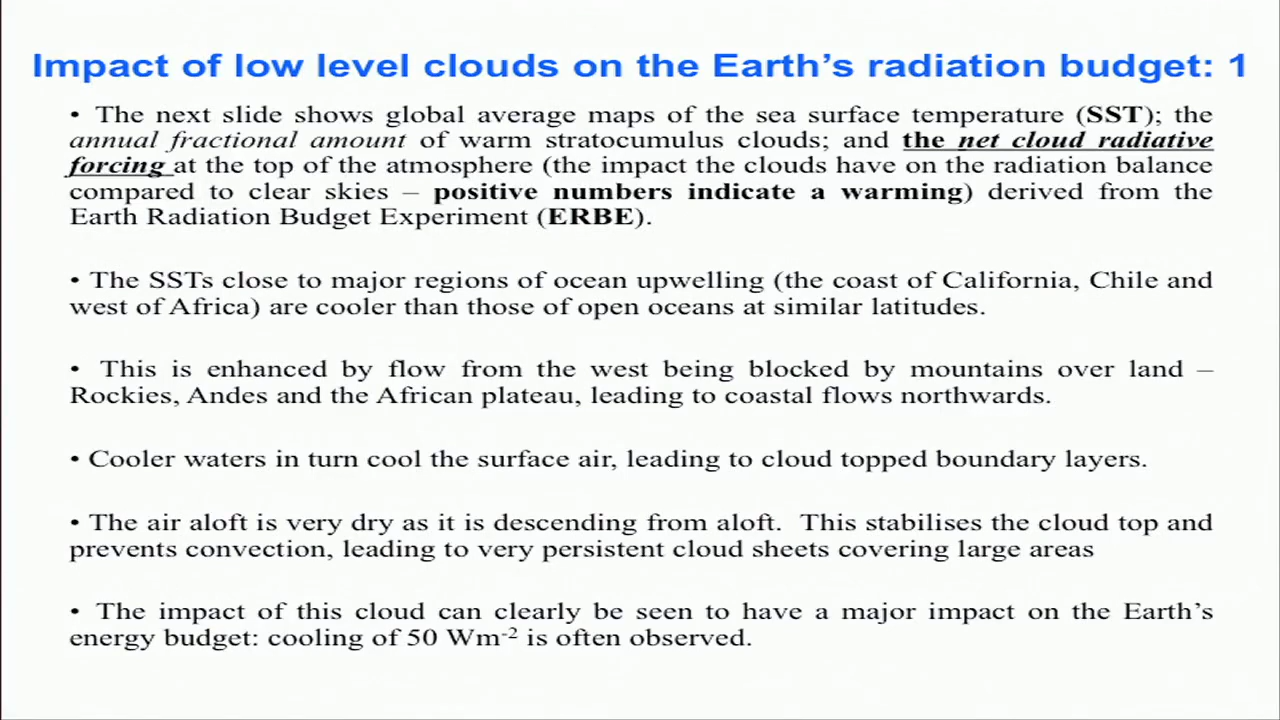 Impact of low level clouds on the Earth's radiation budget: 1
• The next slide shows global average maps of the sea surface temperature (SST); the
annual fractional amount of warm stratocumulus clouds; and the net cloud radiative
forcing at the top of the atmosphere (the impact the clouds have on the radiation balance
compared to clear skies – positive numbers indicate a warming) derived from the
Earth Radiation Budget Experiment (ERBE).
• The SSTs close to major regions of ocean upwelling (the coast of California, Chile and
west of Africa) are cooler than those of open oceans at similar latitudes.
• This is enhanced by flow from the west being blocked by mountains over land –
Rockies, Andes and the African plateau, leading to coastal flows northwards.
• Cooler waters in turn cool the surface air, leading to cloud topped boundary layers.
• The air aloft is very dry as it is descending from aloft. This stabilises the cloud top and
prevents convection, leading to very persistent cloud sheets covering large areas
• The impact of this cloud can clearly be seen to have a major impact on the Earth's
energy budget: cooling of 50 Wm-2 is often observed.